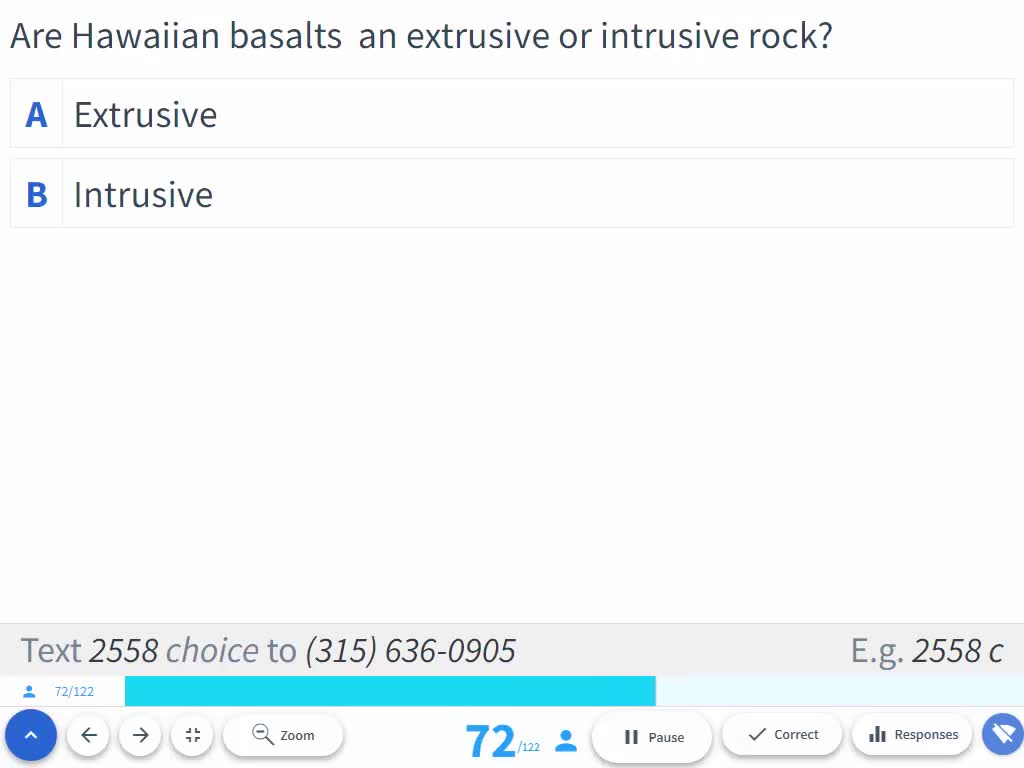 Are Hawaiian basalts  an extrusive or intrusive rock?
A Extrusive
B Intrusive
Text 2558 choice to (315) 636-0905 E.g. 2558 c
72/122
Zoom 72/122 Pause Correct Responses